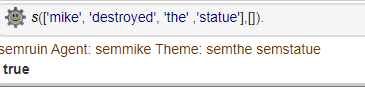 s(['mike', 'destroyed', 'the' ,'statue'],[]).
semruin Agent: semmike Theme: semthe semstatue
true